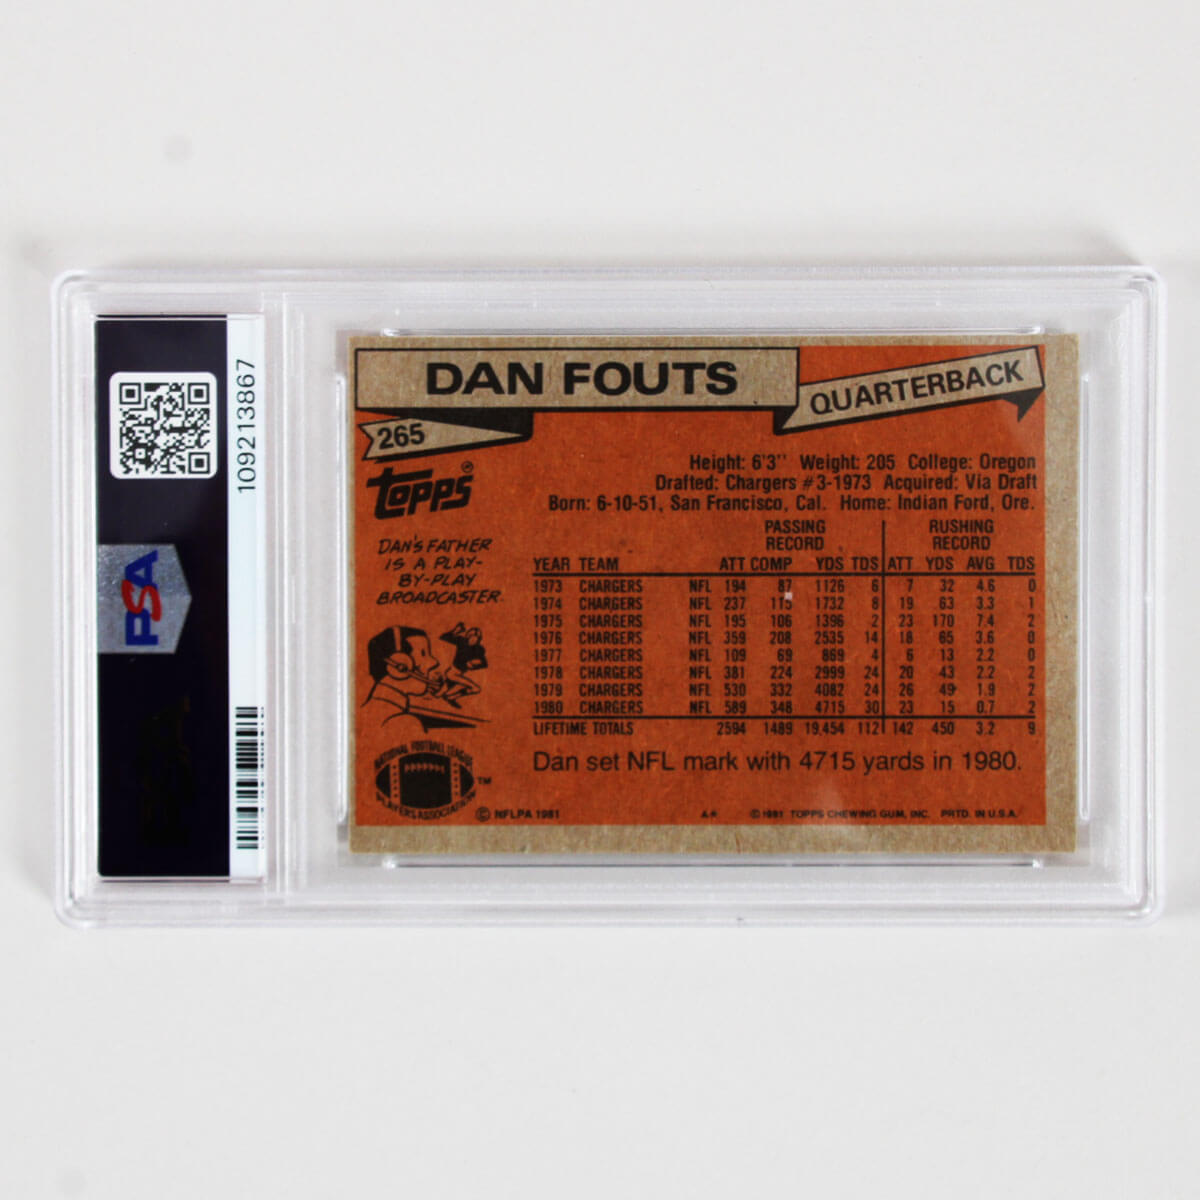 109213867
PSA
DAN FOUTS
QUARTERBACK
265
Topps®
Height: 6'3'' Weight: 205 College: Oregon
Drafted: Chargers #3-1973 Acquired: Via Draft
Born: 6-10-51, San Francisco, Cal. Home: Indian Ford, Ore.
DAN'S FATHER
IS A PLAY-
BY-PLAY
BROADCASTER.
PASSING RECORD RUSHING RECORD
YEAR TEAM ATT COMP YDS TDS ATT YDS AVG TDS
1973 CHARGERS NFL 194 87 1126 6 7 32 4.6 0
1974 CHARGERS NFL 237 115 1732 8 19 63 3.3 1
1975 CHARGERS NFL 195 106 1396 2 23 170 7.4 2
1976 CHARGERS NFL 359 208 2535 14 18 65 3.6 0
1977 CHARGERS NFL 109 69 869 4 6 13 2.2 0
1978 CHARGERS NFL 381 224 2999 24 20 43 2.2 2
1979 CHARGERS NFL 530 332 4082 24 26 49 1.9 2
1980 CHARGERS NFL 589 348 4715 30 23 15 0.7 2
LIFETIME TOTALS 2594 1489 19,454 112 142 450 3.2 9
Dan set NFL mark with 4715 yards in 1980.
NATIONAL FOOTBALL LEAGUE
PLAYERS ASSOCIATION
TM
© NFLPA 1981
A* © 1981 TOPPS CHEWING GUM, INC. PRTD. IN U.S.A.